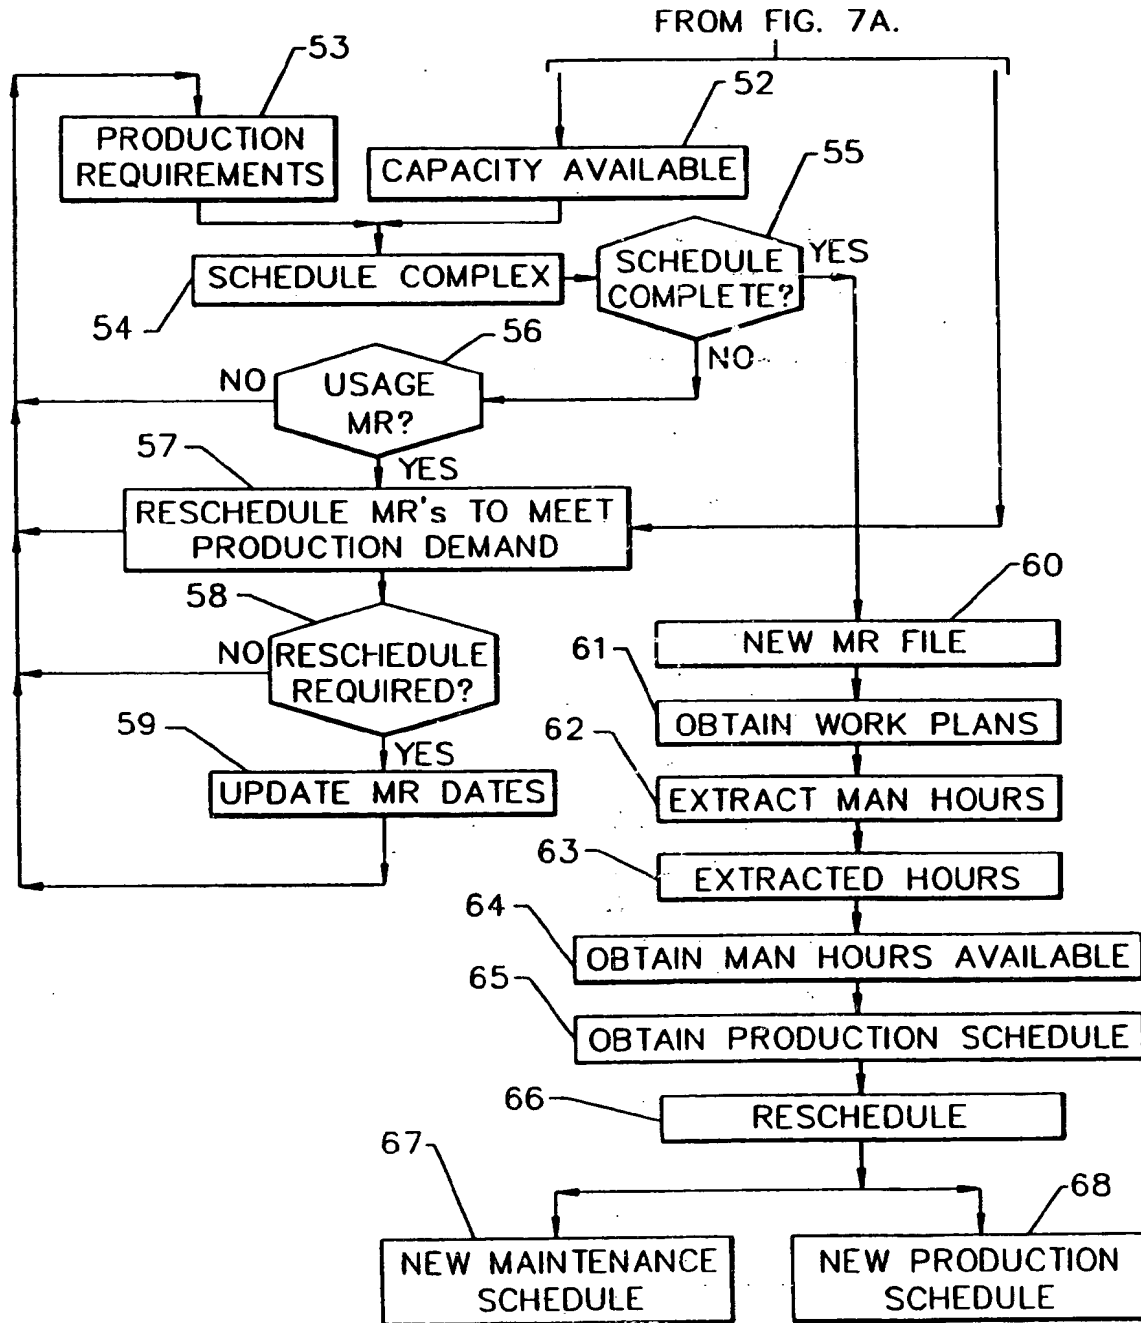 FROM FIG. 7A.
53
52
PRODUCTION
REQUIREMENTS
CAPACITY AVAILABLE
55
SCHEDULE COMPLEX
SCHEDULE
COMPLETE?
YES
54
56
NO
NO
USAGE
MR?
57
YES
RESCHEDULE MR's TO MEET
PRODUCTION DEMAND
58
60
NO
RESCHEDULE
REQUIRED?
NEW MR FILE
61
59
YES
OBTAIN WORK PLANS
62
UPDATE MR DATES
EXTRACT MAN HOURS
63
EXTRACTED HOURS
64
OBTAIN MAN HOURS AVAILABLE
65
OBTAIN PRODUCTION SCHEDULE
66
RESCHEDULE
67
68
NEW MAINTENANCE
SCHEDULE
NEW PRODUCTION
SCHEDULE